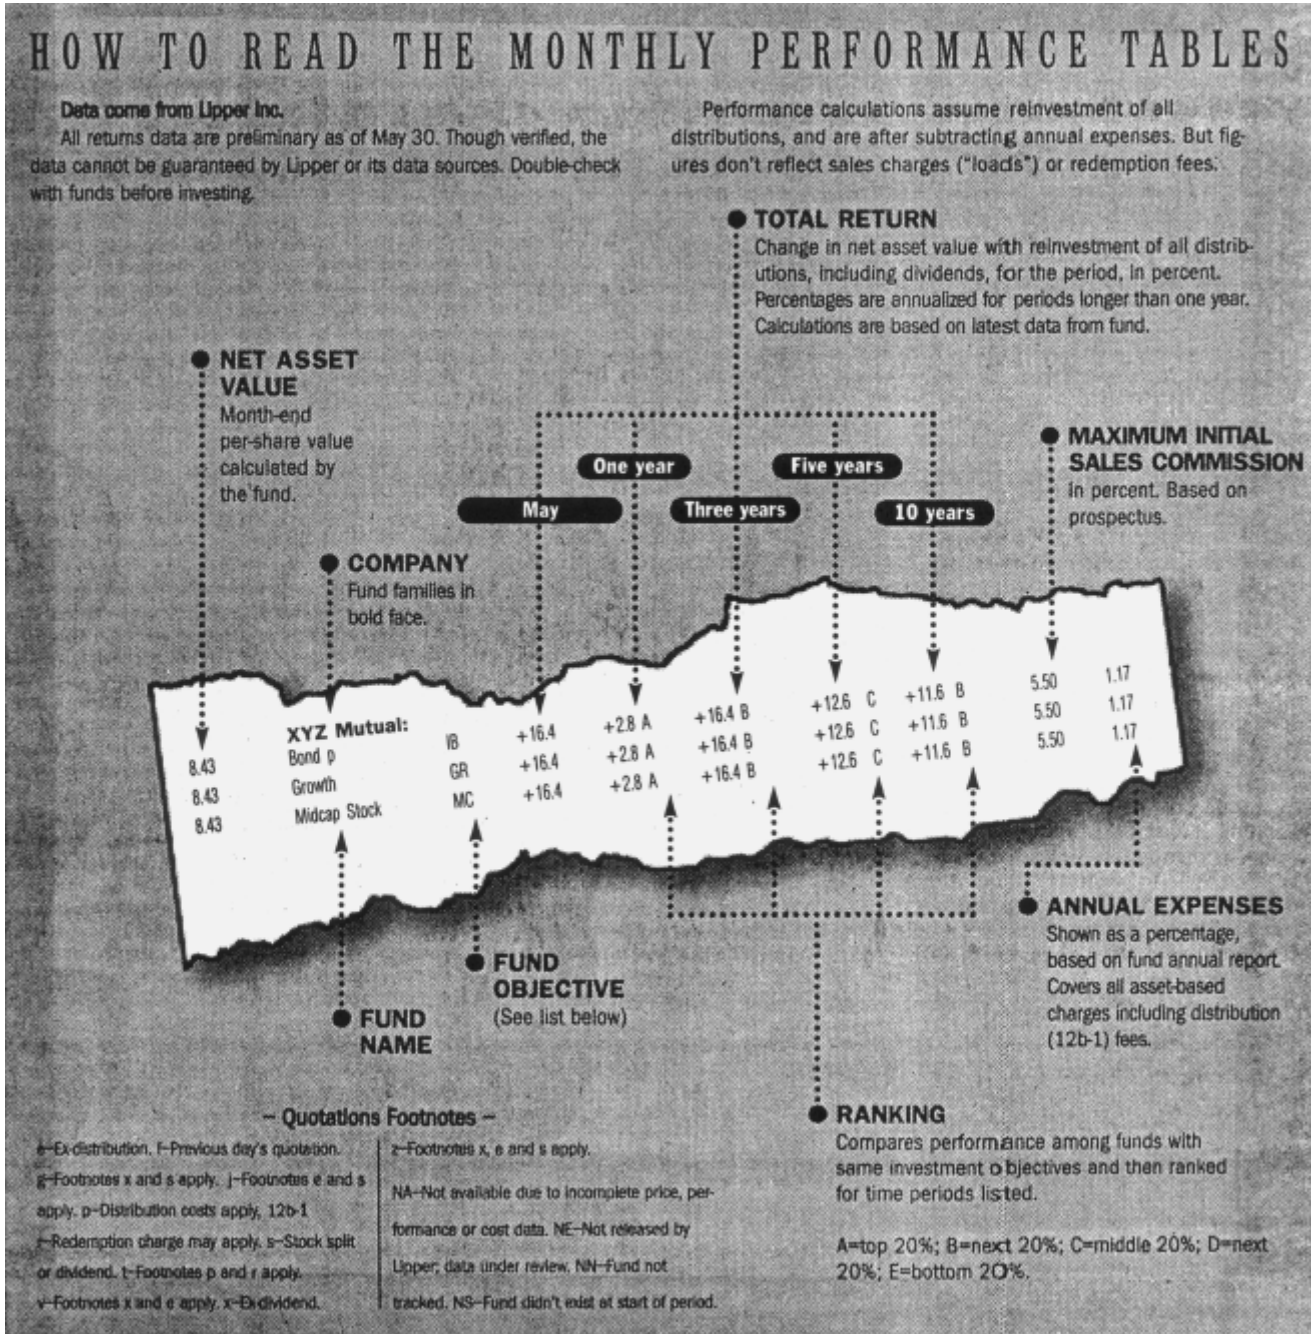 HOW TO READ THE MONTHLY PERFORMANCE TABLES
Data come from Lipper Inc.
All returns data are preliminary as of May 30. Though verified, the
data cannot be guaranteed by Lipper or its data sources. Double-check
with funds before investing.
Performance calculations assume reinvestment of all
distributions, and are after subtracting annual expenses. But fig-
ures don't reflect sales charges ("loads") or redemption fees.
TOTAL RETURN
Change in net asset value with reinvestment of all distrib-
utions, including dividends, for the period, in percent.
Percentages are annualized for periods longer than one year.
Calculations are based on latest data from fund.
NET ASSET
VALUE
Month-end
per-share value
calculated by
the fund.
One year
Five years
May
Three years
10 years
MAXIMUM INITIAL
SALES COMMISSION
In percent. Based on
prospectus.
COMPANY
Fund families in
bold face.
XYZ Mutual:
8.43 Bond p IB +16.4 +2.8 A +16.4 B +12.6 C +11.6 B 5.50 1.17
8.43 Growth GR +16.4 +2.8 A +16.4 B +12.6 C +11.6 B 5.50 1.17
8.43 Midcap Stock MC +16.4 +2.8 A +16.4 B +12.6 C +11.6 B 5.50 1.17
FUND
OBJECTIVE
(See list below)
FUND
NAME
ANNUAL EXPENSES
Shown as a percentage,
based on fund annual report.
Covers all asset-based
charges including distribution
(12b-1) fees.
RANKING
Compares performance among funds with
same investment objectives and then ranked
for time periods listed.
A=top 20%; B=next 20%; C=middle 20%; D=next
20%; E=bottom 20%.
– Quotations Footnotes –
e–Ex-distribution. f–Previous day's quotation.
g–Footnotes x and s apply. j–Footnotes e and s
apply. p–Distribution costs apply, 12b-1
r–Redemption charge may apply. s–Stock split
or dividend. t–Footnotes p and r apply.
v–Footnotes x and e apply. x–Ex-dividend.
z–Footnotes x, e and s apply.
NA–Not available due to incomplete price, per-
formance or cost data. NE–Not released by
Lipper; data under review. NN–Fund not
tracked. NS–Fund didn't exist at start of period.